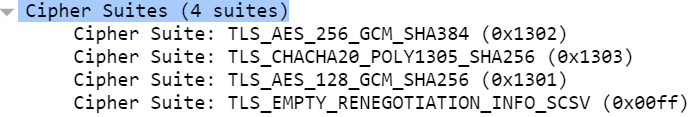 Cipher Suites (4 suites)
Cipher Suite: TLS_AES_256_GCM_SHA384 (0x1302)
Cipher Suite: TLS_CHACHA20_POLY1305_SHA256 (0x1303)
Cipher Suite: TLS_AES_128_GCM_SHA256 (0x1301)
Cipher Suite: TLS_EMPTY_RENEGOTIATION_INFO_SCSV (0x00ff)